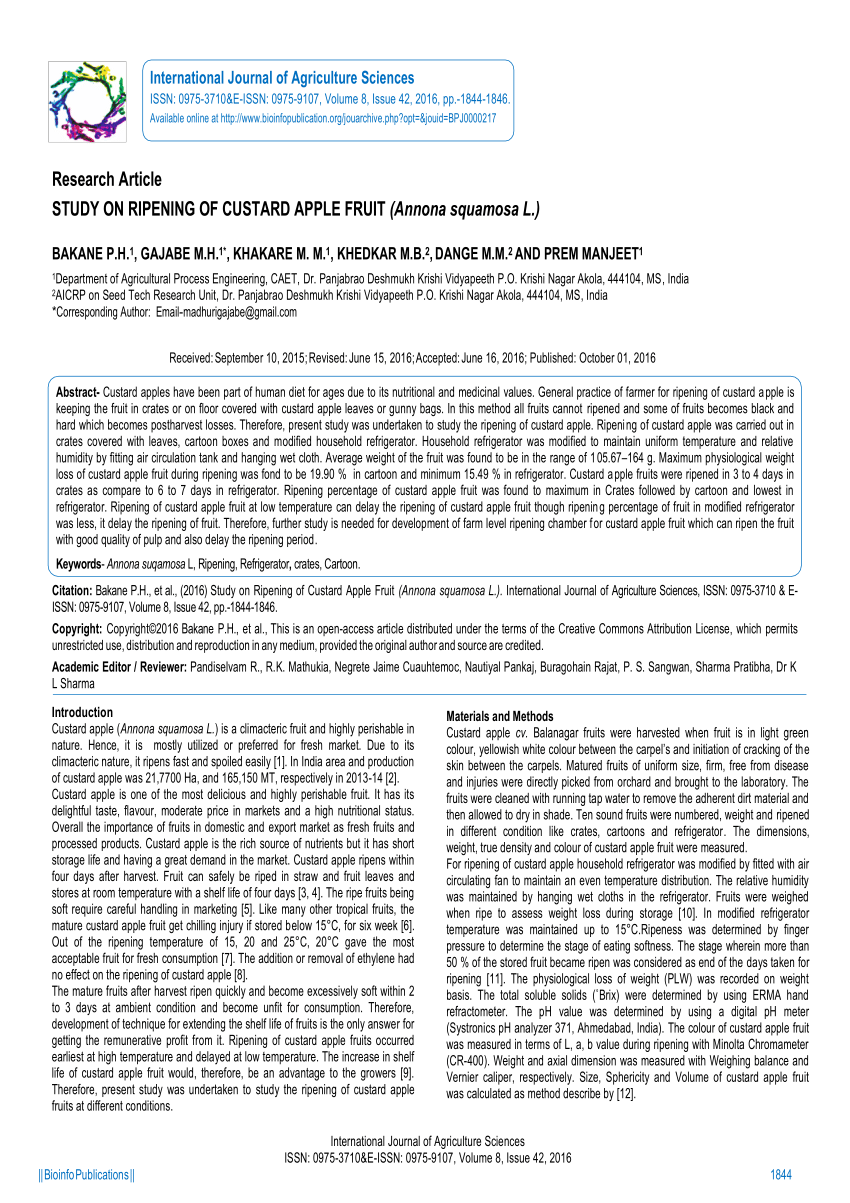 International Journal of Agriculture Sciences
ISSN: 0975-3710&E-ISSN: 0975-9107, Volume 8, Issue 42, 2016, pp.-1844-1846.
Available online at http://www.bioinfopublication.org/jouarchive.php?opt=&jouid=BPJ0000217
Research Article
STUDY ON RIPENING OF CUSTARD APPLE FRUIT (Annona squamosa L.)
BAKANE P.H.1, GAJABE M.H.1*, KHAKARE M. M.1, KHEDKAR M.B.2, DANGE M.M.2 AND PREM MANJEET1
1Department of Agricultural Process Engineering, CAET, Dr. Panjabrao Deshmukh Krishi Vidyapeeth P.O. Krishi Nagar Akola, 444104, MS, India
2AICRP on Seed Tech Research Unit, Dr. Panjabrao Deshmukh Krishi Vidyapeeth P.O. Krishi Nagar Akola, 444104, MS, India
*Corresponding Author: Email-madhurigajabe@gmail.com
Received: September 10, 2015; Revised: June 15, 2016; Accepted: June 16, 2016; Published: October 01, 2016
Abstract- Custard apples have been part of human diet for ages due to its nutritional and medicinal values. General practice of farmer for ripening of custard apple is
keeping the fruit in crates or on floor covered with custard apple leaves or gunny bags. In this method all fruits cannot ripened and some of fruits becomes black and
hard which becomes postharvest losses. Therefore, present study was undertaken to study the ripening of custard apple. Ripening of custard apple was carried out in
crates covered with leaves, cartoon boxes and modified household refrigerator. Household refrigerator was modified to maintain uniform temperature and relative
humidity by fitting air circulation tank and hanging wet cloth. Average weight of the fruit was found to be in the range of 105.67–164 g. Maximum physiological weight
loss of custard apple fruit during ripening was fond to be 19.90 % in cartoon and minimum 15.49 % in refrigerator. Custard apple fruits were ripened in 3 to 4 days in
crates as compare to 6 to 7 days in refrigerator. Ripening percentage of custard apple fruit was found to maximum in Crates followed by cartoon and lowest in
refrigerator. Ripening of custard apple fruit at low temperature can delay the ripening of custard apple fruit though ripening percentage of fruit in modified refrigerator
was less, it delay the ripening of fruit. Therefore, further study is needed for development of farm level ripening chamber for custard apple fruit which can ripen the fruit
with good quality of pulp and also delay the ripening period.
Keywords- Annona suqamosa L, Ripening, Refrigerator, crates, Cartoon.
Citation: Bakane P.H., et al., (2016) Study on Ripening of Custard Apple Fruit (Annona squamosa L.). International Journal of Agriculture Sciences, ISSN: 0975-3710 & E-
ISSN: 0975-9107, Volume 8, Issue 42, pp.-1844-1846.
Copyright: Copyright©2016 Bakane P.H., et al., This is an open-access article distributed under the terms of the Creative Commons Attribution License, which permits
unrestricted use, distribution and reproduction in any medium, provided the original author and source are credited.
Academic Editor / Reviewer: Pandiselvam R., R.K. Mathukia, Negrete Jaime Cuauhtemoc, Nautiyal Pankaj, Buragohain Rajat, P. S. Sangwan, Sharma Pratibha, Dr K
L Sharma
Introduction
Custard apple (Annona squamosa L.) is a climacteric fruit and highly perishable in
nature. Hence, it is mostly utilized or preferred for fresh market. Due to its
climacteric nature, it ripens fast and spoiled easily [1]. In India area and production
of custard apple was 21,7700 Ha, and 165,150 MT, respectively in 2013-14 [2].
Custard apple is one of the most delicious and highly perishable fruit. It has its
delightful taste, flavour, moderate price in markets and a high nutritional status.
Overall the importance of fruits in domestic and export market as fresh fruits and
processed products. Custard apple is the rich source of nutrients but it has short
storage life and having a great demand in the market. Custard apple ripens within
four days after harvest. Fruit can safely be riped in straw and fruit leaves and
stores at room temperature with a shelf life of four days [3, 4]. The ripe fruits being
soft require careful handling in marketing [5]. Like many other tropical fruits, the
mature custard apple fruit get chilling injury if stored below 15°C, for six week [6].
Out of the ripening temperature of 15, 20 and 25°C, 20°C gave the most
acceptable fruit for fresh consumption [7]. The addition or removal of ethylene had
no effect on the ripening of custard apple [8].
The mature fruits after harvest ripen quickly and become excessively soft within 2
to 3 days at ambient condition and become unfit for consumption. Therefore,
development of technique for extending the shelf life of fruits is the only answer for
getting the remunerative profit from it. Ripening of custard apple fruits occurred
earliest at high temperature and delayed at low temperature. The increase in shelf
life of custard apple fruit would, therefore, be an advantage to the growers [9].
Therefore, present study was undertaken to study the ripening of custard apple
fruits at different conditions.
Materials and Methods
Custard apple cv. Balanagar fruits were harvested when fruit is in light green
colour, yellowish white colour between the carpel's and initiation of cracking of the
skin between the carpels. Matured fruits of uniform size, firm, free from disease
and injuries were directly picked from orchard and brought to the laboratory. The
fruits were cleaned with running tap water to remove the adherent dirt material and
then allowed to dry in shade. Ten sound fruits were numbered, weight and ripened
in different condition like crates, cartoons and refrigerator. The dimensions,
weight, true density and colour of custard apple fruit were measured.
For ripening of custard apple household refrigerator was modified by fitted with air
circulating fan to maintain an even temperature distribution. The relative humidity
was maintained by hanging wet cloths in the refrigerator. Fruits were weighed
when ripe to assess weight loss during storage [10]. In modified refrigerator
temperature was maintained up to 15°C.Ripeness was determined by finger
pressure to determine the stage of eating softness. The stage wherein more than
50 % of the stored fruit became ripen was considered as end of the days taken for
ripening [11]. The physiological loss of weight (PLW) was recorded on weight
basis. The total soluble solids (˚Brix) were determined by using ERMA hand
refractometer. The pH value was determined by using a digital pH meter
(Systronics pH analyzer 371, Ahmedabad, India). The colour of custard apple fruit
was measured in terms of L, a, b value during ripening with Minolta Chromameter
(CR-400). Weight and axial dimension was measured with Weighing balance and
Vernier caliper, respectively. Size, Sphericity and Volume of custard apple fruit
was calculated as method describe by [12].
International Journal of Agriculture Sciences
ISSN: 0975-3710&E-ISSN: 0975-9107, Volume 8, Issue 42, 2016
||Bioinfo Publications||
1844